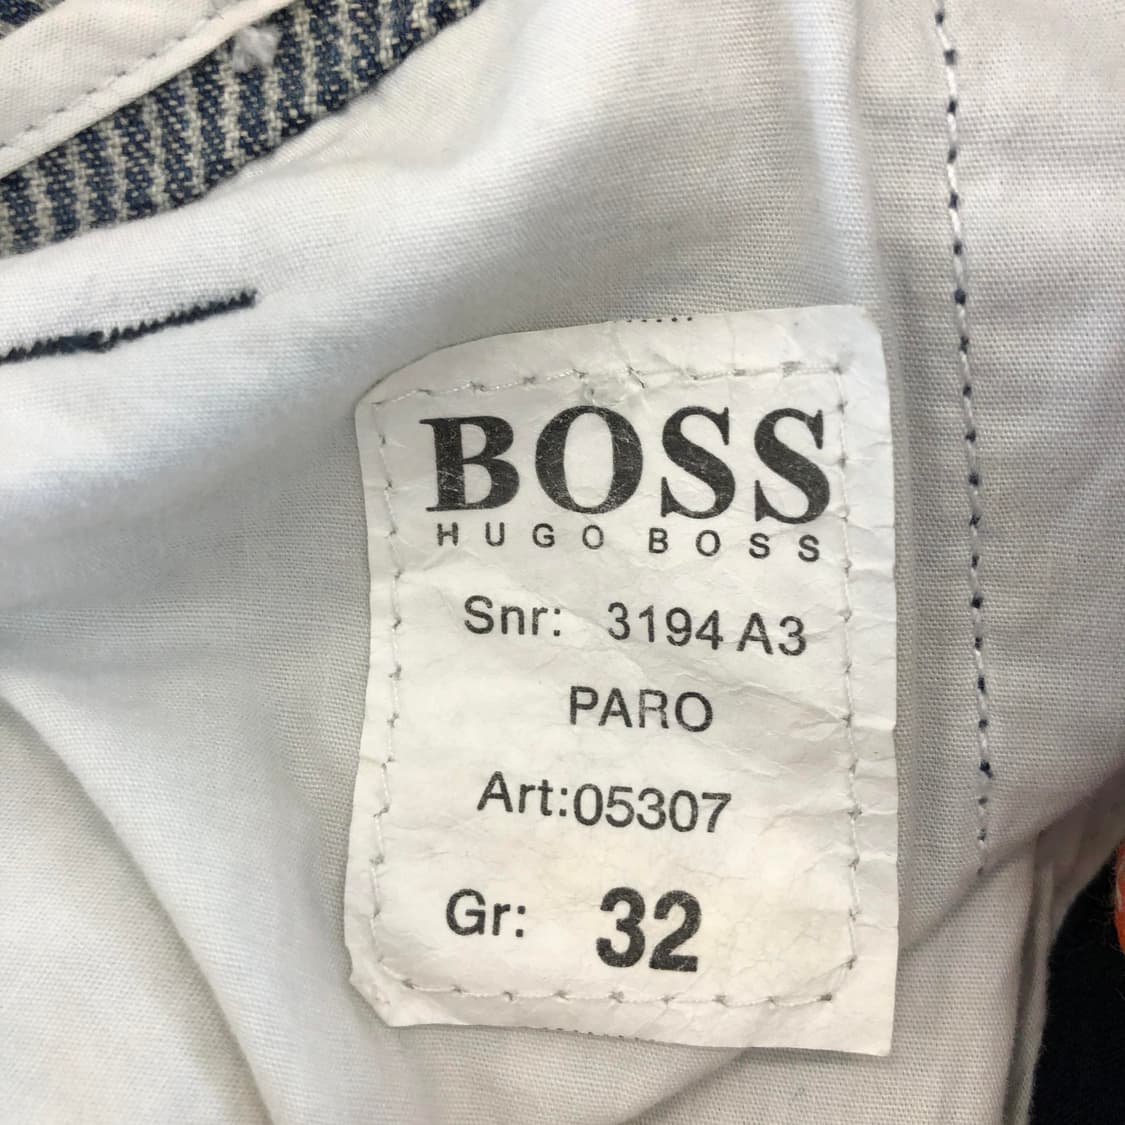 BOSS
HUGO BOSS
Snr: 3194 A3
PARO
Art:05307
Gr: 32